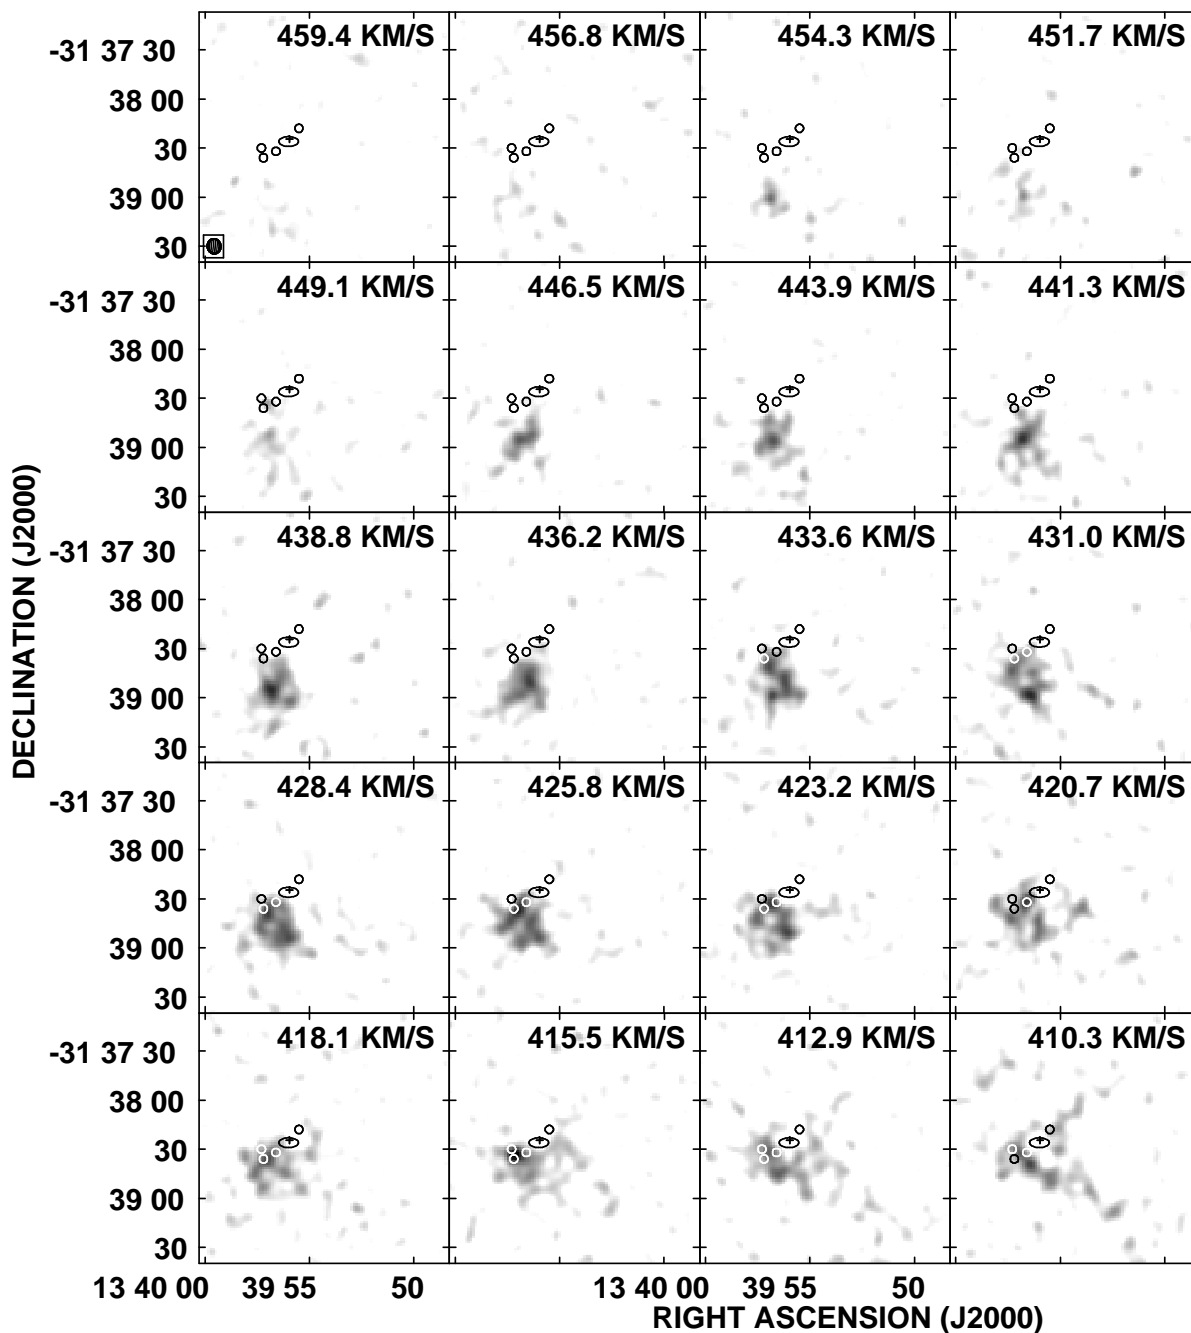 459.4 KM/S 456.8 KM/S 454.3 KM/S 451.7 KM/S
-31 37 30
38 00
30
39 00
30
449.1 KM/S 446.5 KM/S 443.9 KM/S 441.3 KM/S
-31 37 30
38 00
30
39 00
30
438.8 KM/S 436.2 KM/S 433.6 KM/S 431.0 KM/S
-31 37 30
38 00
30
39 00
30
428.4 KM/S 425.8 KM/S 423.2 KM/S 420.7 KM/S
-31 37 30
38 00
30
39 00
30
418.1 KM/S 415.5 KM/S 412.9 KM/S 410.3 KM/S
-31 37 30
38 00
30
39 00
30
DECLINATION (J2000)
13 40 00 39 55 50 13 40 00 39 55 50
RIGHT ASCENSION (J2000)